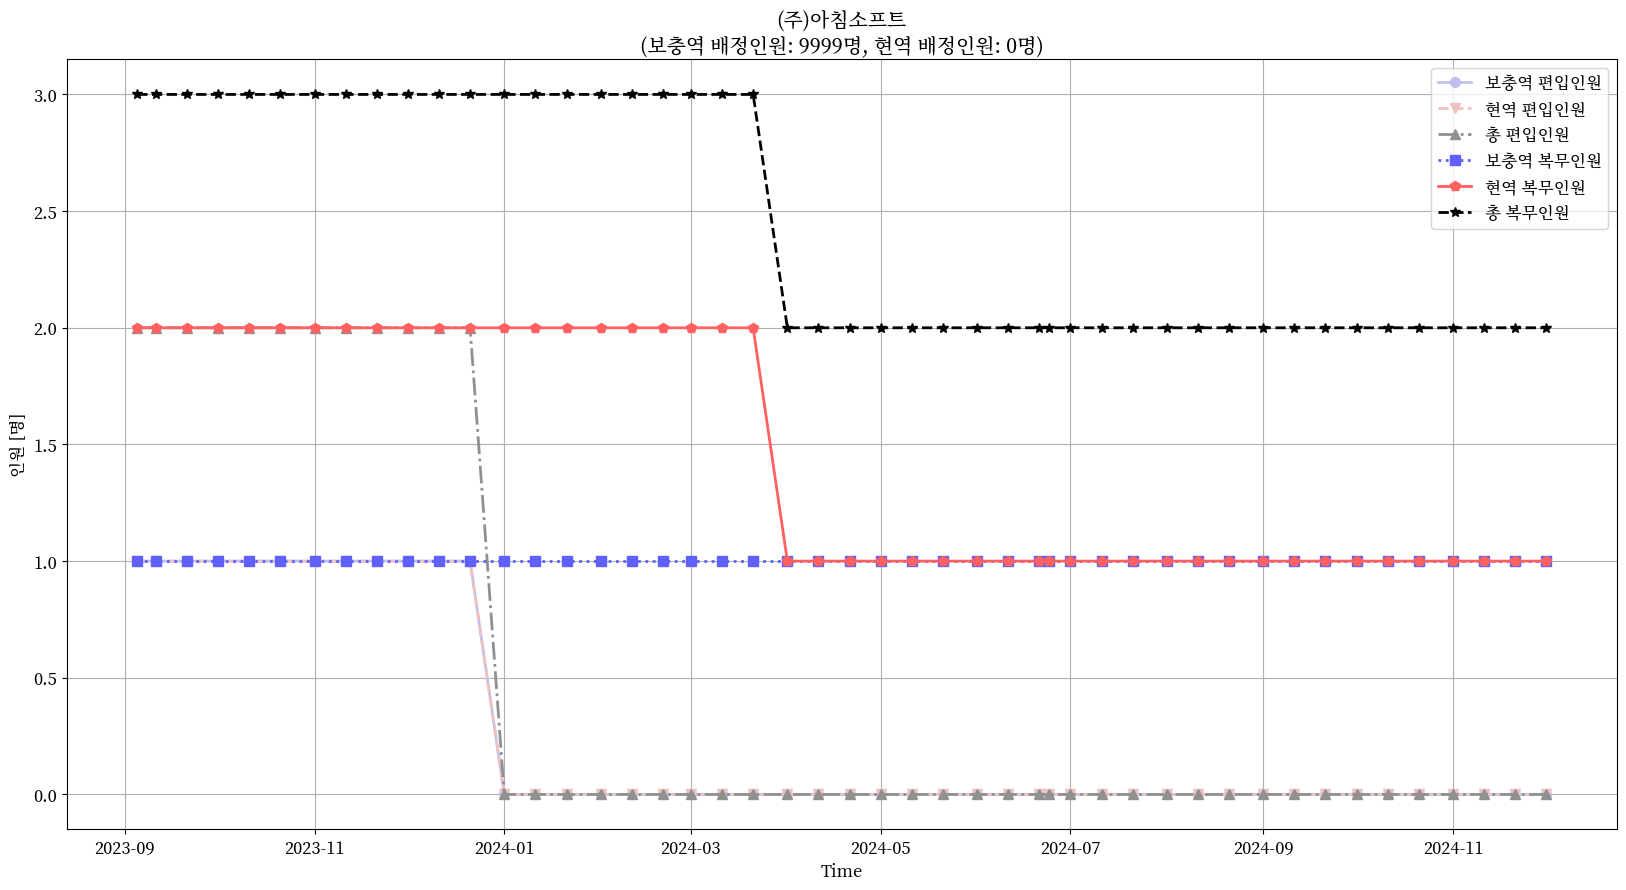 (주)아침소프트
(보충역 배정인원: 9999명, 현역 배정인원: 0명)
보충역 편입인원
현역 편입인원
총 편입인원
보충역 복무인원
현역 복무인원
총 복무인원
인원 [명]
3.0
2.5
2.0
1.5
1.0
0.5
0.0
2023-09 2023-11 2024-01 2024-03 2024-05 2024-07 2024-09 2024-11
Time